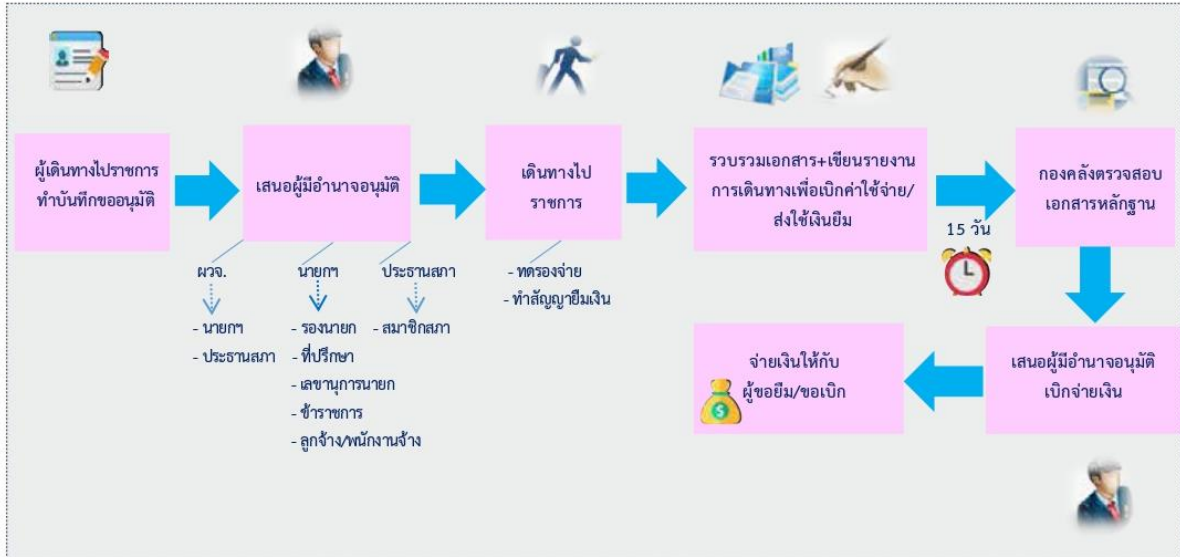 ผู้เดินทางไปราชการ
ทำบันทึกขออนุมัติ
เสนอผู้มีอำนาจอนุมัติ
เดินทางไป
ราชการ
รวบรวมเอกสาร+เขียนรายงาน
การเดินทางเพื่อเบิกค่าใช้จ่าย/
ส่งใช้เงินยืม
15 วัน
กองคลังตรวจสอบ
เอกสารหลักฐาน
ผวจ.
- นายกฯ
- ประธานสภา
นายกฯ
- รองนายก
- ที่ปรึกษา
- เลขานุการนายก
- ข้าราชการ
- ลูกจ้าง/พนักงานจ้าง
ประธานสภา
- สมาชิกสภา
- ทดรองจ่าย
- ทำสัญญายืมเงิน
เสนอผู้มีอำนาจอนุมัติ
เบิกจ่ายเงิน
จ่ายเงินให้กับ
ผู้ขอยืม/ขอเบิก